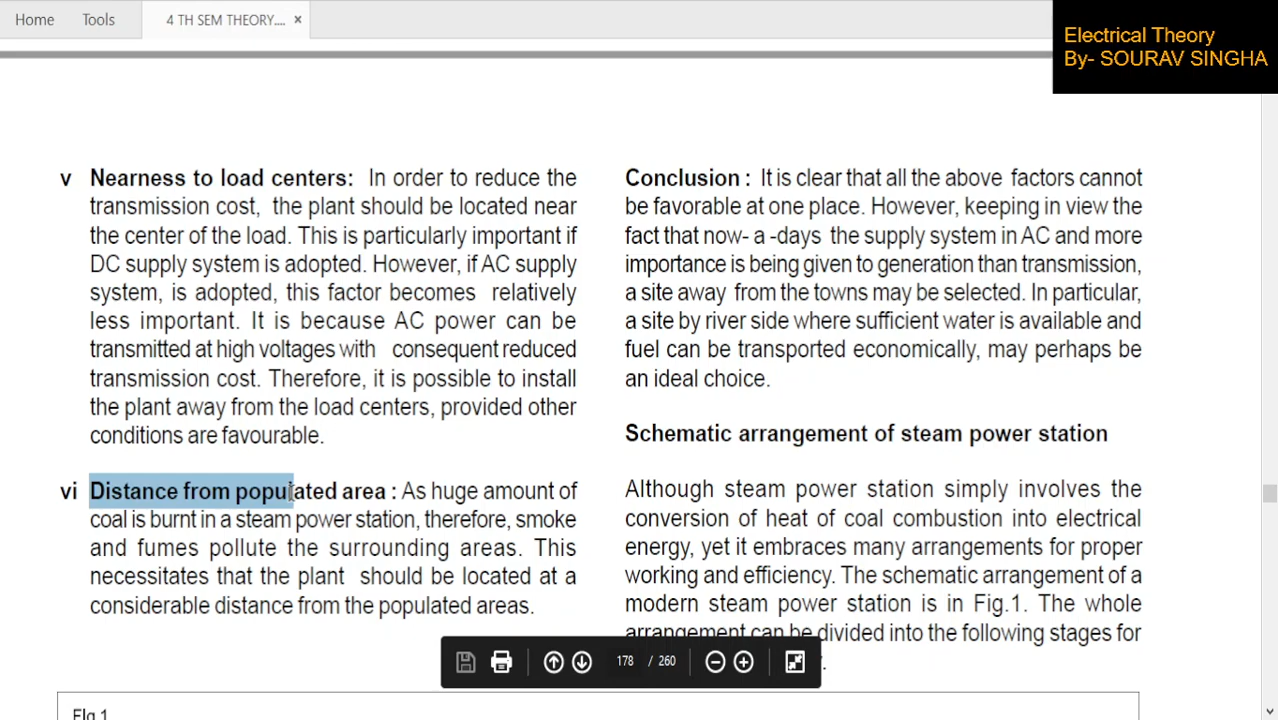 Home
Tools
4 TH SEM THEORY....
×
Electrical Theory
By- SOURAV SINGHA
v Nearness to load centers: In order to reduce the
transmission cost, the plant should be located near
the center of the load. This is particularly important if
DC supply system is adopted. However, if AC supply
system, is adopted, this factor becomes relatively
less important. It is because AC power can be
transmitted at high voltages with consequent reduced
transmission cost. Therefore, it is possible to install
the plant away from the load centers, provided other
conditions are favourable.
vi Distance from populated area : As huge amount of
coal is burnt in a steam power station, therefore, smoke
and fumes pollute the surrounding areas. This
necessitates that the plant should be located at a
considerable distance from the populated areas.
Conclusion : It is clear that all the above factors cannot
be favorable at one place. However, keeping in view the
fact that now- a -days the supply system in AC and more
importance is being given to generation than transmission,
a site away from the towns may be selected. In particular,
a site by river side where sufficient water is available and
fuel can be transported economically, may perhaps be
an ideal choice.
Schematic arrangement of steam power station
Although steam power station simply involves the
conversion of heat of coal combustion into electrical
energy, yet it embraces many arrangements for proper
working and efficiency. The schematic arrangement of a
modern steam power station is in Fig.1. The whole
arrangement can be divided into the following stages for
178 / 260
Fig 1